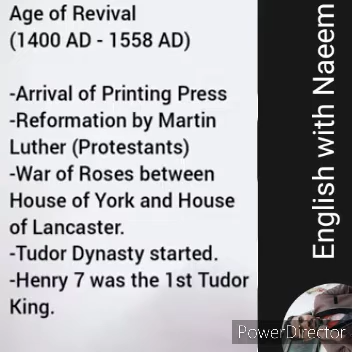 Age of Revival
(1400 AD - 1558 AD)
-Arrival of Printing Press
-Reformation by Martin
Luther (Protestants)
-War of Roses between
House of York and House
of Lancaster.
-Tudor Dynasty started.
-Henry 7 was the 1st Tudor
King.
English with Naeem
PowerDirector